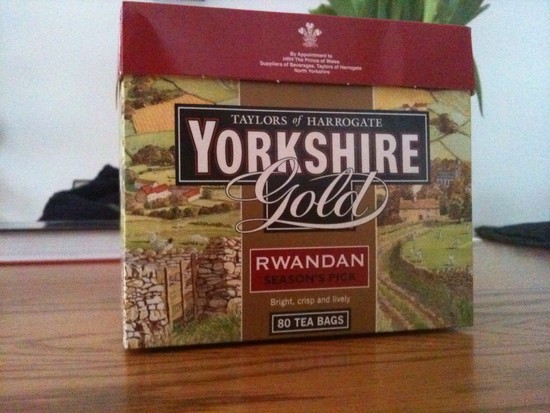 By Appointment to
HRH The Prince of Wales
Suppliers of Beverages, Taylors of Harrogate
North Yorkshire
TAYLORS of HARROGATE
YORKSHIRE
Gold
RWANDAN
SEASON'S PICK
Bright, crisp and lively
80 TEA BAGS